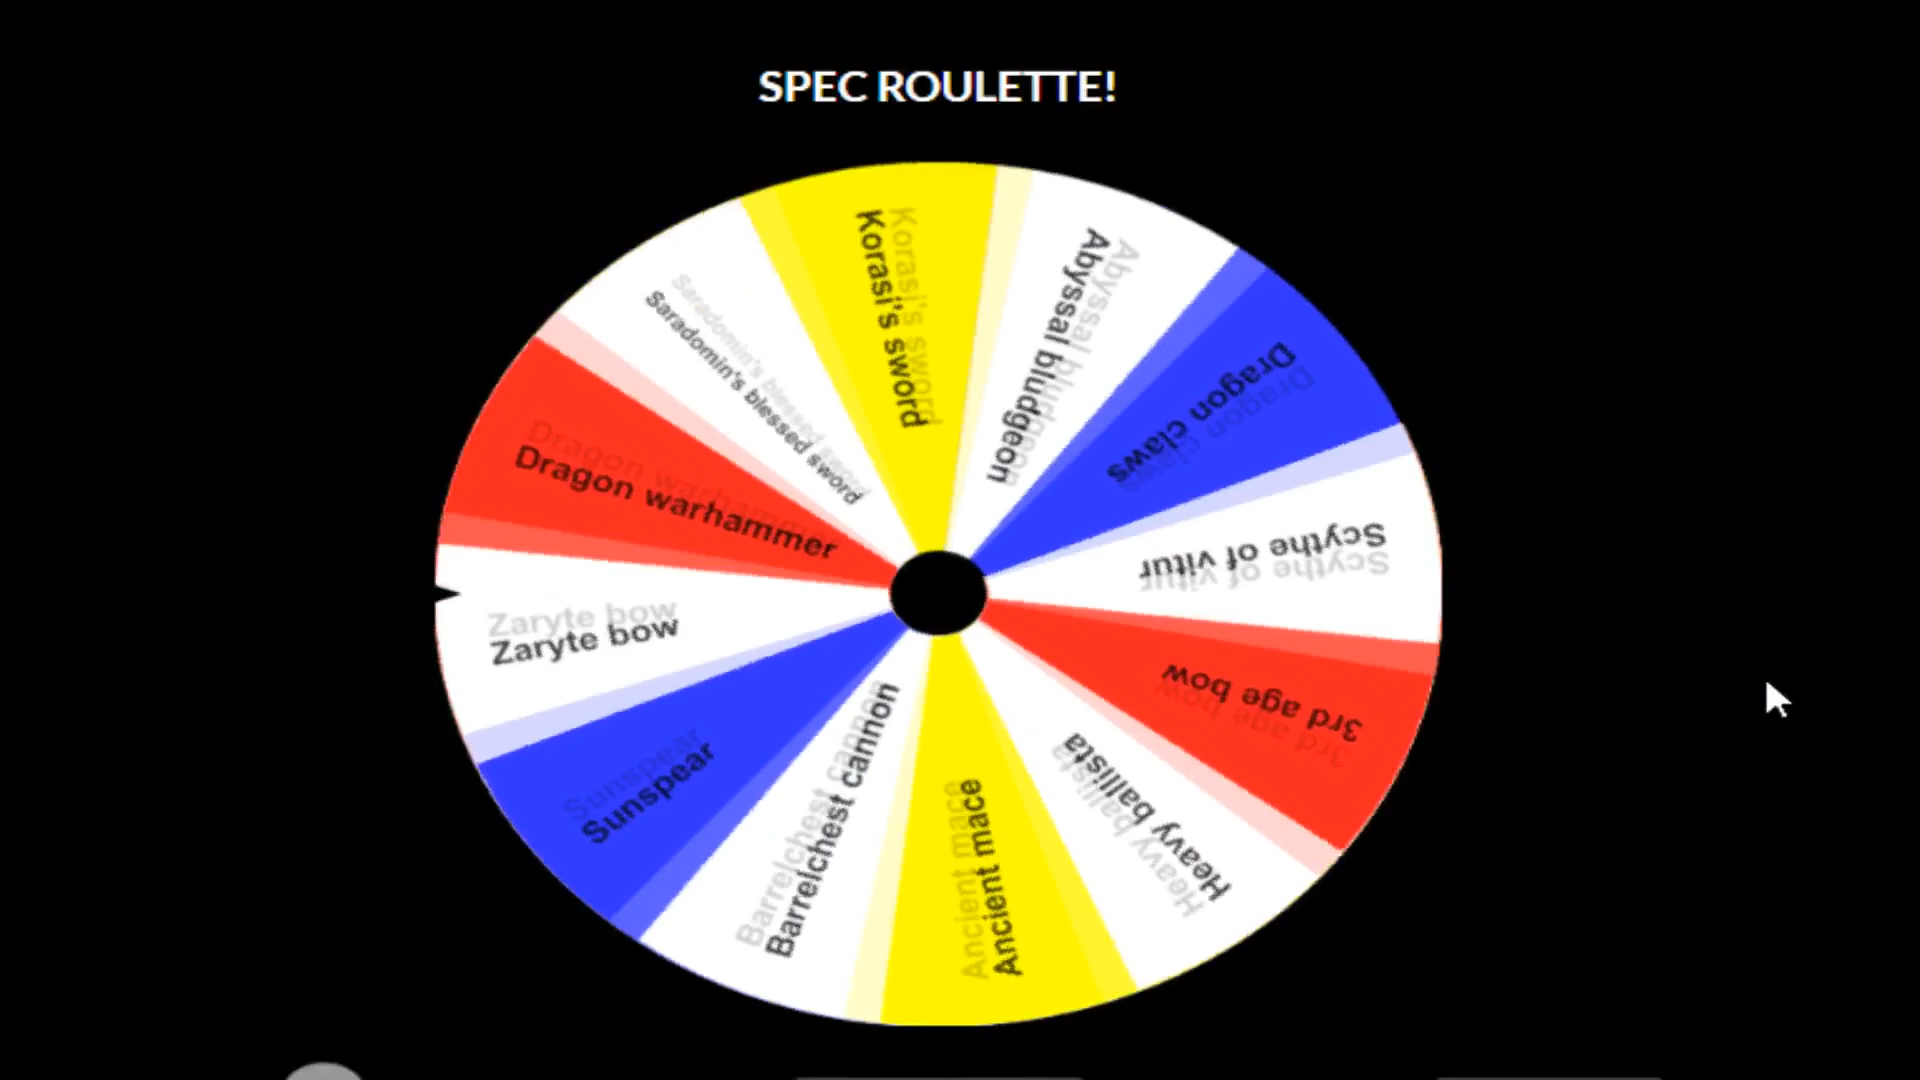 SPEC ROULETTE!
Korasi's sword
Abyssal bludgeon
Dragon claws
Scythe of vitur
3rd age bow
Heavy ballista
Ancient mace
Barrelchest cannon
Sunspear
Zaryte bow
Dragon warhammer
Saradomin's blessed sword